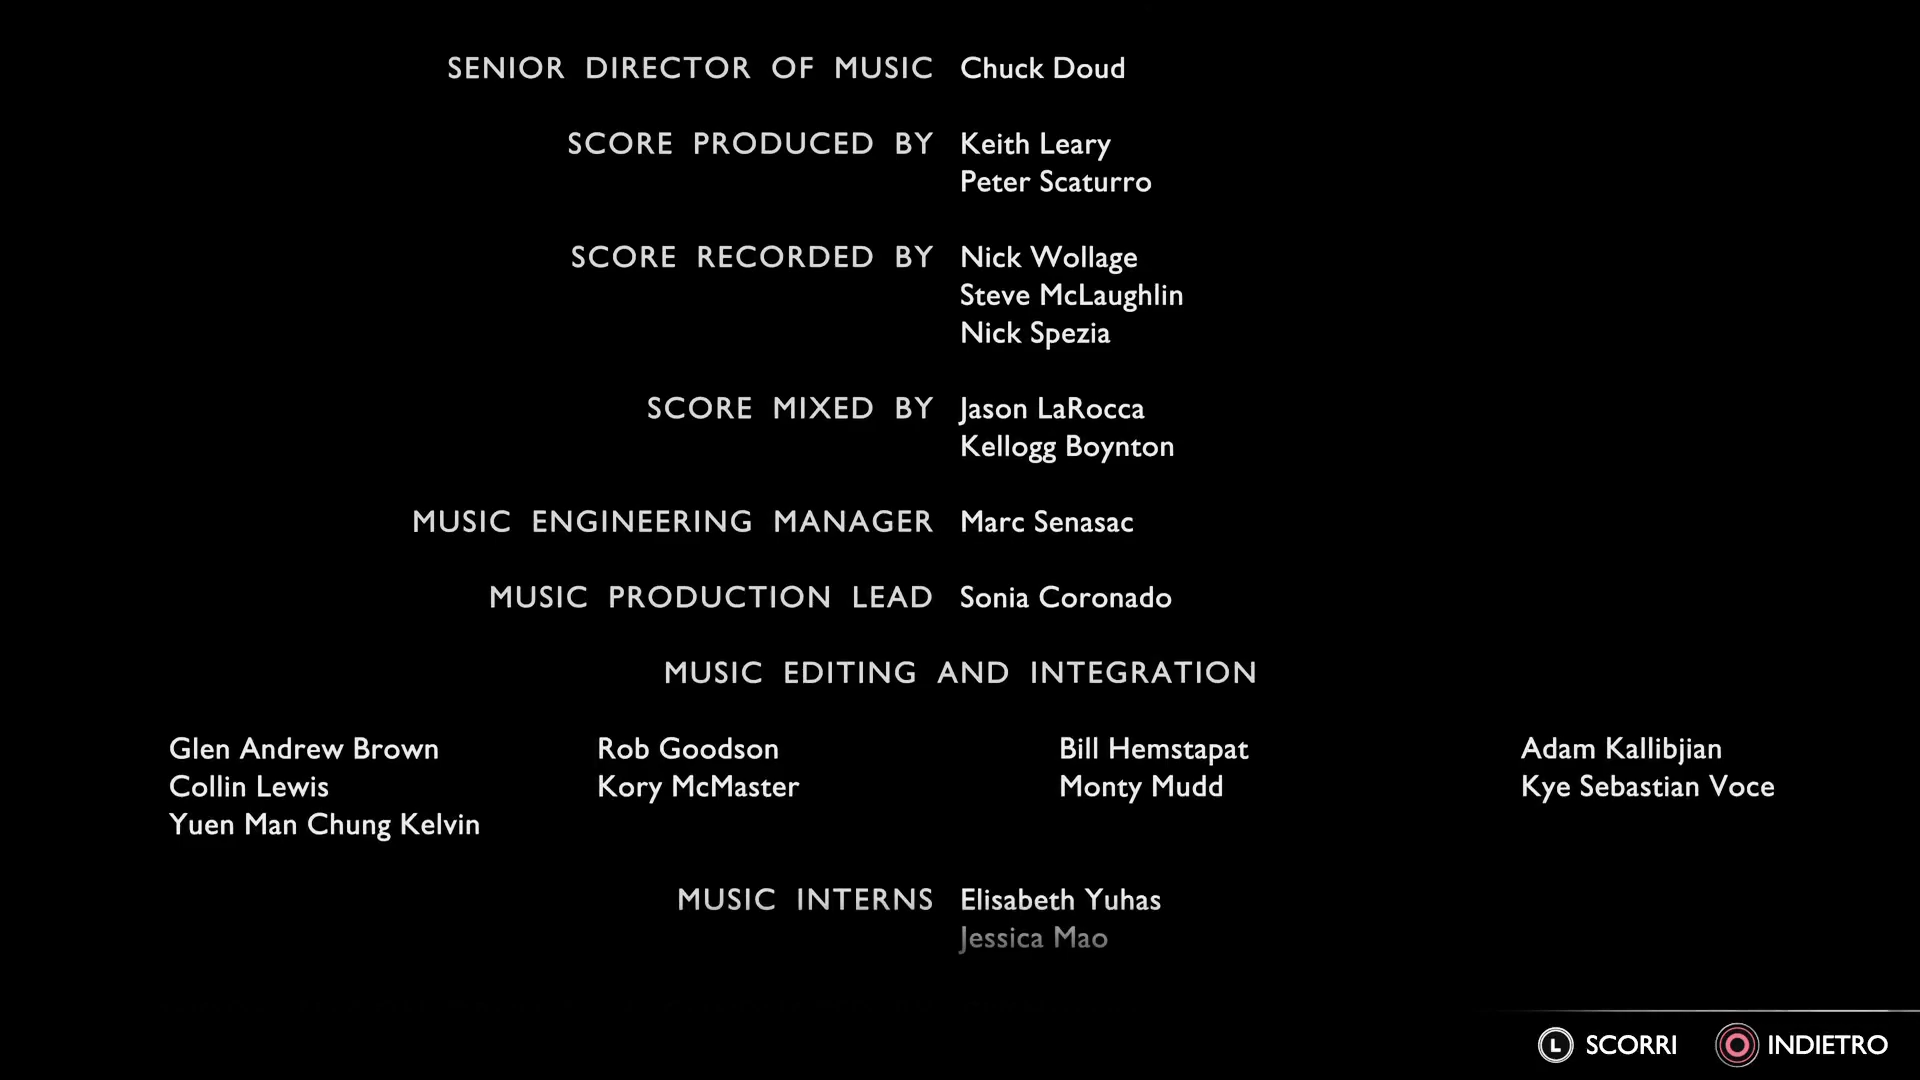 SENIOR DIRECTOR OF MUSIC Chuck Doud
SCORE PRODUCED BY Keith Leary
Peter Scaturro
SCORE RECORDED BY Nick Wollage
Steve McLaughlin
Nick Spezia
SCORE MIXED BY Jason LaRocca
Kellogg Boynton
MUSIC ENGINEERING MANAGER Marc Senasac
MUSIC PRODUCTION LEAD Sonia Coronado
MUSIC EDITING AND INTEGRATION
Glen Andrew Brown Rob Goodson Bill Hemstapat Adam Kallibjian
Collin Lewis Kory McMaster Monty Mudd Kye Sebastian Voce
Yuen Man Chung Kelvin
MUSIC INTERNS Elisabeth Yuhas
Jessica Mao
L SCORRI INDIETRO